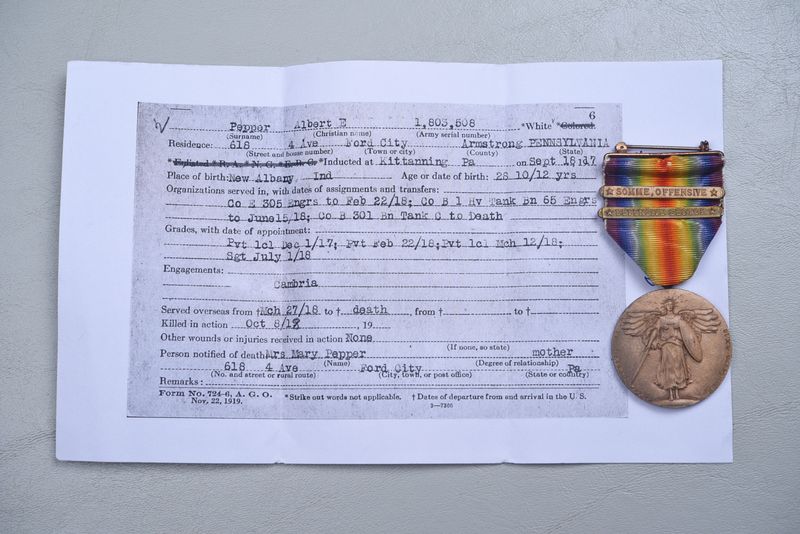 6
Pepper Albert E 1,803,508 *White *Colored.
(Surname) (Christian name) (Army serial number)
Residence: 618 4 Ave Ford City Armstrong PENNSYLVANIA
(Street and house number) (Town or city) (County) (State)
*Enlisted *R. A. *N. G. *E. R. C. *Inducted at Kittanning Pa on Sept 18, 17
Place of birth: New Albany, Ind Age or date of birth: 28 10/12 yrs
Organizations served in, with dates of assignments and transfers:
Co E 305 Engrs to Feb 22/18; Co B 1 Hv Tank Bn 65 Engrs
to June 15/18; Co B 301 Bn Tank C to Death
Grades, with date of appointment:
Pvt 1cl Dec 1/17; Pvt Feb 22/18; Pvt 1cl Mch 12/18;
Sgt July 1/18
Engagements:
Cambria
Served overseas from † Mch 27/18 to † death, from † to †
Killed in action Oct 8/18, 19
Other wounds or injuries received in action None
(If none, so state)
Person notified of death: Mrs Mary Pepper mother
(Name) (Degree of relationship)
618 4 Ave Ford City Pa
(No. and street or rural route) (City, town, or post office) (State or country)
Remarks:
Form No. 724-6, A. G. O.
Nov. 22, 1919.
*Strike out words not applicable. † Dates of departure from and arrival in the U. S.
3—7366
SOMME, OFFENSIVE
DEFENSIVE SECTOR